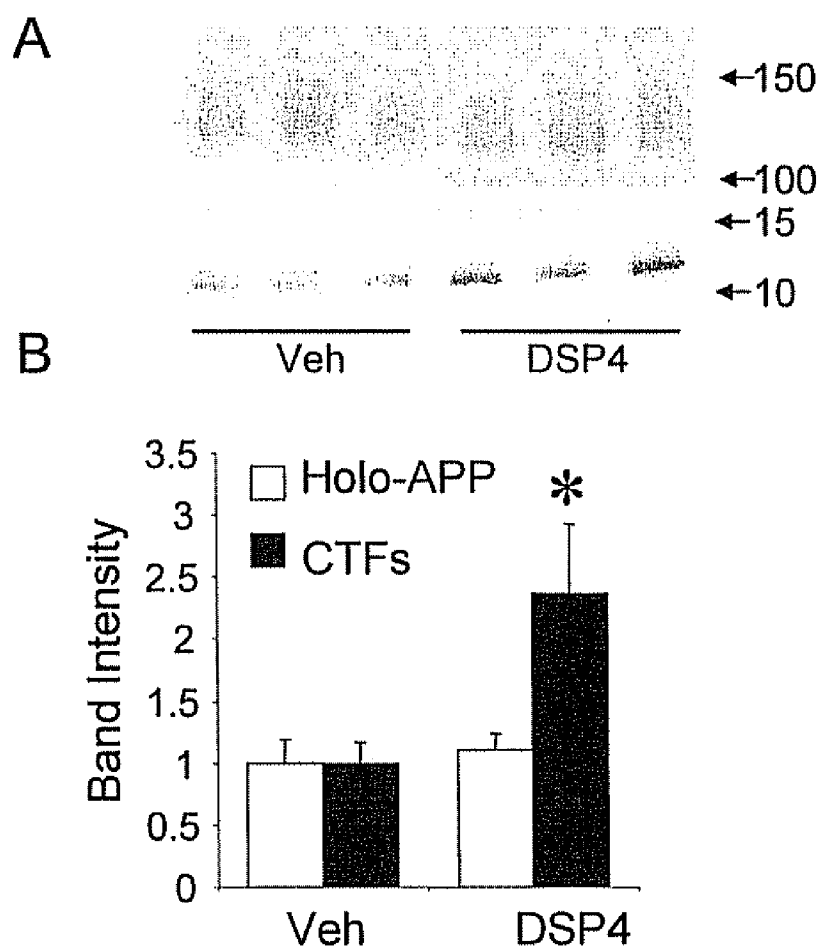 A
←150
←100
←15
←10
Veh DSP4
B
3.5
3
2.5
2
1.5
1
0.5
0
Band Intensity
Holo-APP
CTFs
*
Veh DSP4